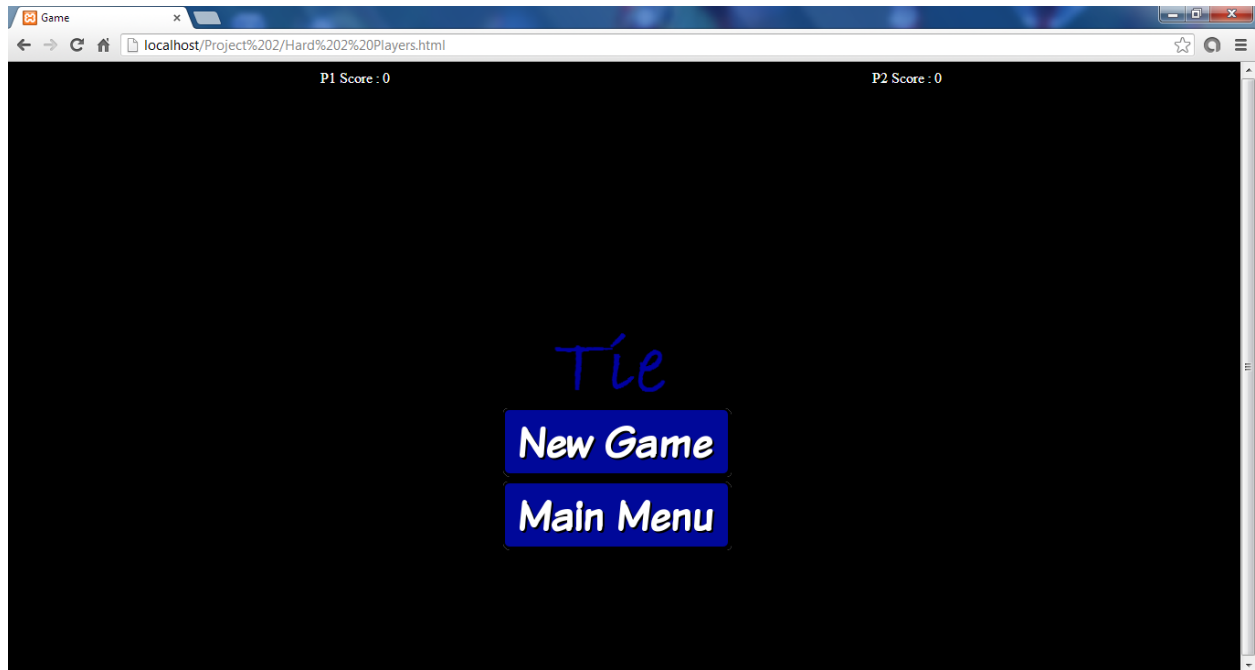 Game
localhost/Project%202/Hard%202%20Players.html
P1 Score : 0
P2 Score : 0
Tie
New Game
Main Menu